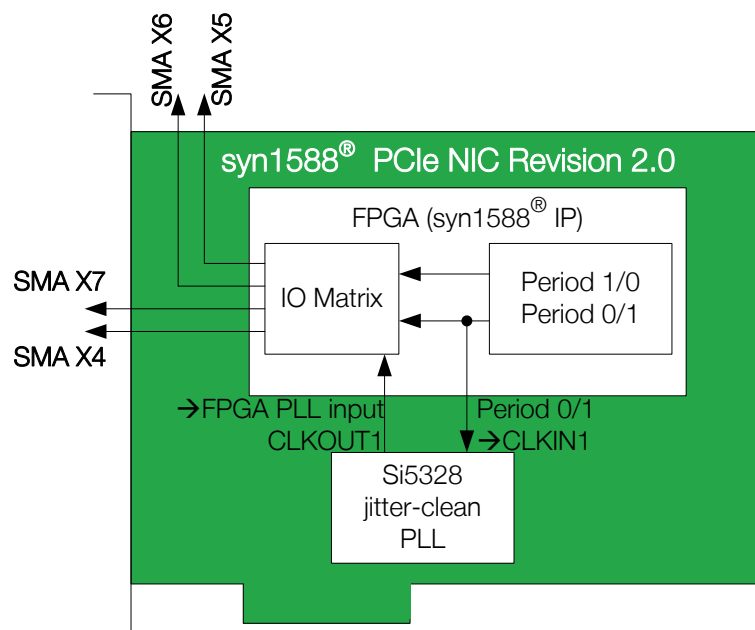 SMA X6
SMA X5
syn1588® PCIe NIC Revision 2.0
FPGA (syn1588® IP)
SMA X7
SMA X4
IO Matrix
Period 1/0
Period 0/1
→FPGA PLL input
CLKOUT1
Period 0/1
→CLKIN1
Si5328
jitter-clean
PLL